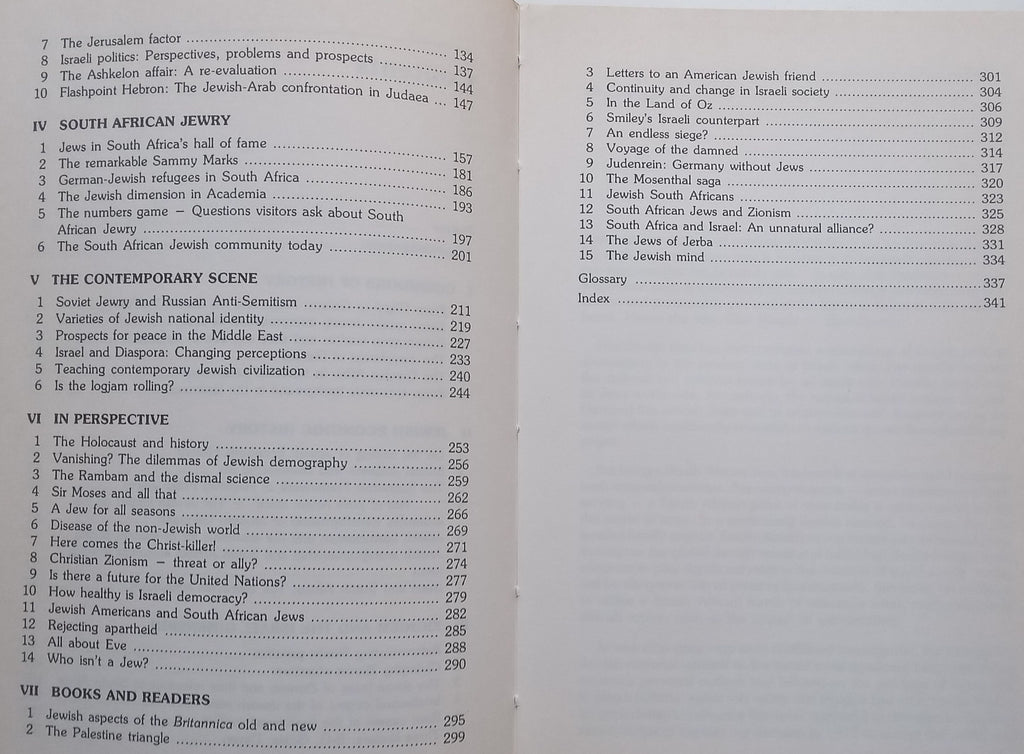 7 The Jerusalem factor ........ 134
8 Israeli politics: Perspectives, problems and prospects ........ 137
9 The Ashkelon affair: A re-evaluation ........ 144
10 Flashpoint Hebron: The Jewish-Arab confrontation in Judaea ... 147
IV SOUTH AFRICAN JEWRY
1 Jews in South Africa's hall of fame ........ 157
2 The remarkable Sammy Marks ........ 181
3 German-Jewish refugees in South Africa ........ 186
4 The Jewish dimension in Academia ........ 193
5 The numbers game – Questions visitors ask about South
African Jewry ........ 197
6 The South African Jewish community today ........ 201
V THE CONTEMPORARY SCENE
1 Soviet Jewry and Russian Anti-Semitism ........ 211
2 Varieties of Jewish national identity ........ 219
3 Prospects for peace in the Middle East ........ 227
4 Israel and Diaspora: Changing perceptions ........ 233
5 Teaching contemporary Jewish civilization ........ 240
6 Is the logjam rolling? ........ 244
VI IN PERSPECTIVE
1 The Holocaust and history ........ 253
2 Vanishing? The dilemmas of Jewish demography ........ 256
3 The Rambam and the dismal science ........ 259
4 Sir Moses and all that ........ 262
5 A Jew for all seasons ........ 266
6 Disease of the non-Jewish world ........ 269
7 Here comes the Christ-killer! ........ 271
8 Christian Zionism – threat or ally? ........ 274
9 Is there a future for the United Nations? ........ 277
10 How healthy is Israeli democracy? ........ 279
11 Jewish Americans and South African Jews ........ 282
12 Rejecting apartheid ........ 285
13 All about Eve ........ 288
14 Who isn't a Jew? ........ 290
VII BOOKS AND READERS
1 Jewish aspects of the Britannica old and new ........ 295
2 The Palestine triangle ........ 299
3 Letters to an American Jewish friend ........ 301
4 Continuity and change in Israeli society ........ 304
5 In the Land of Oz ........ 306
6 Smiley's Israeli counterpart ........ 309
7 An endless siege? ........ 312
8 Voyage of the damned ........ 314
9 Judenrein: Germany without Jews ........ 317
10 The Mosenthal saga ........ 320
11 Jewish South Africans ........ 323
12 South African Jews and Zionism ........ 325
13 South Africa and Israel: An unnatural alliance? ........ 328
14 The Jews of Jerba ........ 331
15 The Jewish mind ........ 334
Glossary ........ 337
Index ........ 341